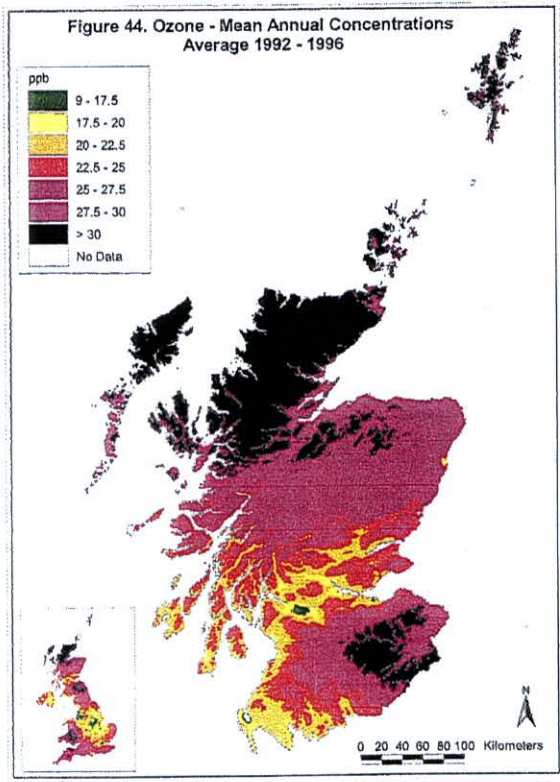 Figure 44. Ozone - Mean Annual Concentrations
Average 1992 - 1996
ppb
9 - 17.5
17.5 - 20
20 - 22.5
22.5 - 25
25 - 27.5
27.5 - 30
> 30
No Data
N
0 20 40 60 80 100 Kilometers